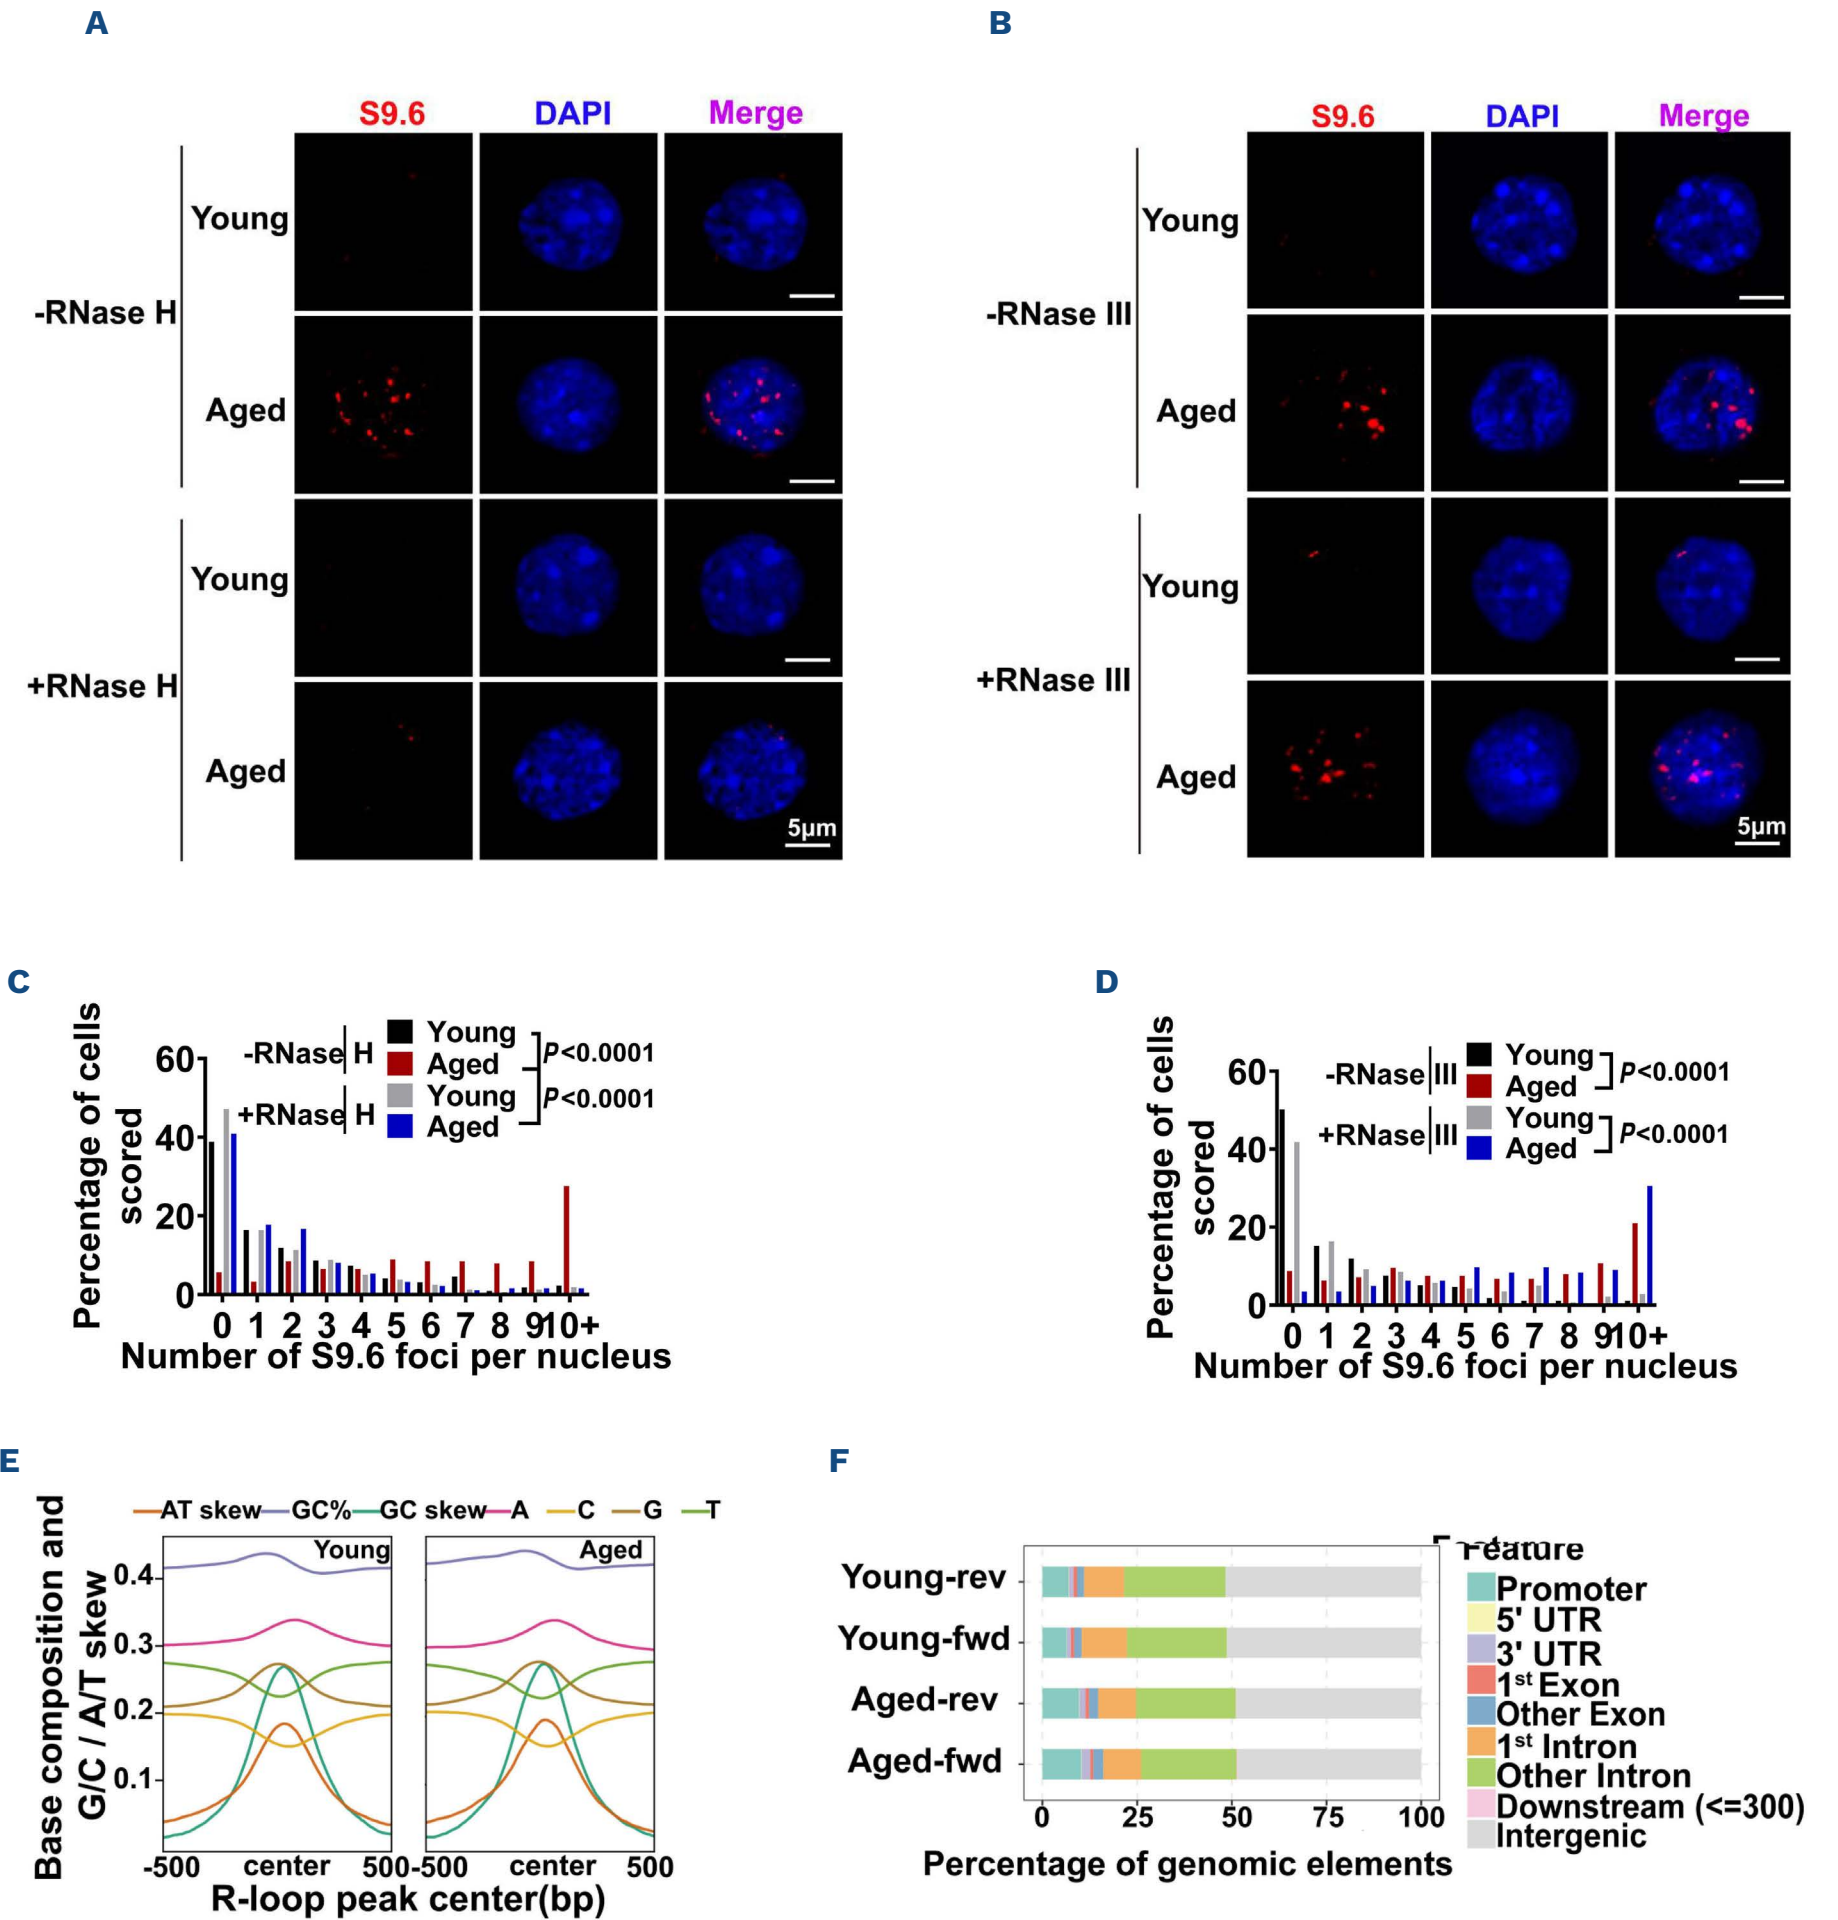 A
B
S9.6 DAPI Merge
S9.6 DAPI Merge
Young
-RNase H
Aged
Young
+RNase H
Aged
5µm
Young
-RNase III
Aged
Young
+RNase III
Aged
5µm
C
Percentage of cells
scored
60
40
20
0
-RNase H
Young
Aged
P<0.0001
+RNase H
Young
Aged
P<0.0001
0 1 2 3 4 5 6 7 8 9 10+
Number of S9.6 foci per nucleus
D
Percentage of cells
scored
60
40
20
0
-RNase III
Young
Aged
P<0.0001
+RNase III
Young
Aged
P<0.0001
0 1 2 3 4 5 6 7 8 9 10+
Number of S9.6 foci per nucleus
E
Base composition and
G/C / A/T skew
AT skew GC% GC skew A C G T
Young
Aged
0.4
0.3
0.2
0.1
-500 center 500 -500 center 500
R-loop peak center(bp)
F
Young-rev
Young-fwd
Aged-rev
Aged-fwd
0 25 50 75 100
Percentage of genomic elements
Feature
Promoter
5' UTR
3' UTR
1st Exon
Other Exon
1st Intron
Other Intron
Downstream (<=300)
Intergenic